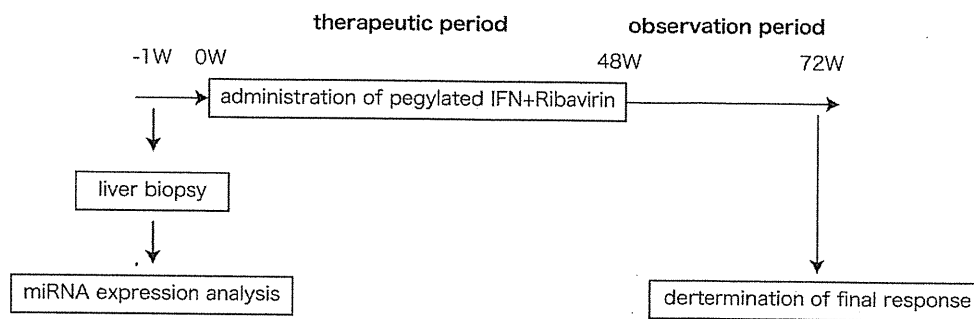 therapeutic period observation period
-1W 0W 48W 72W
administration of pegylated IFN+Ribavirin
liver biopsy
miRNA expression analysis dertermination of final response